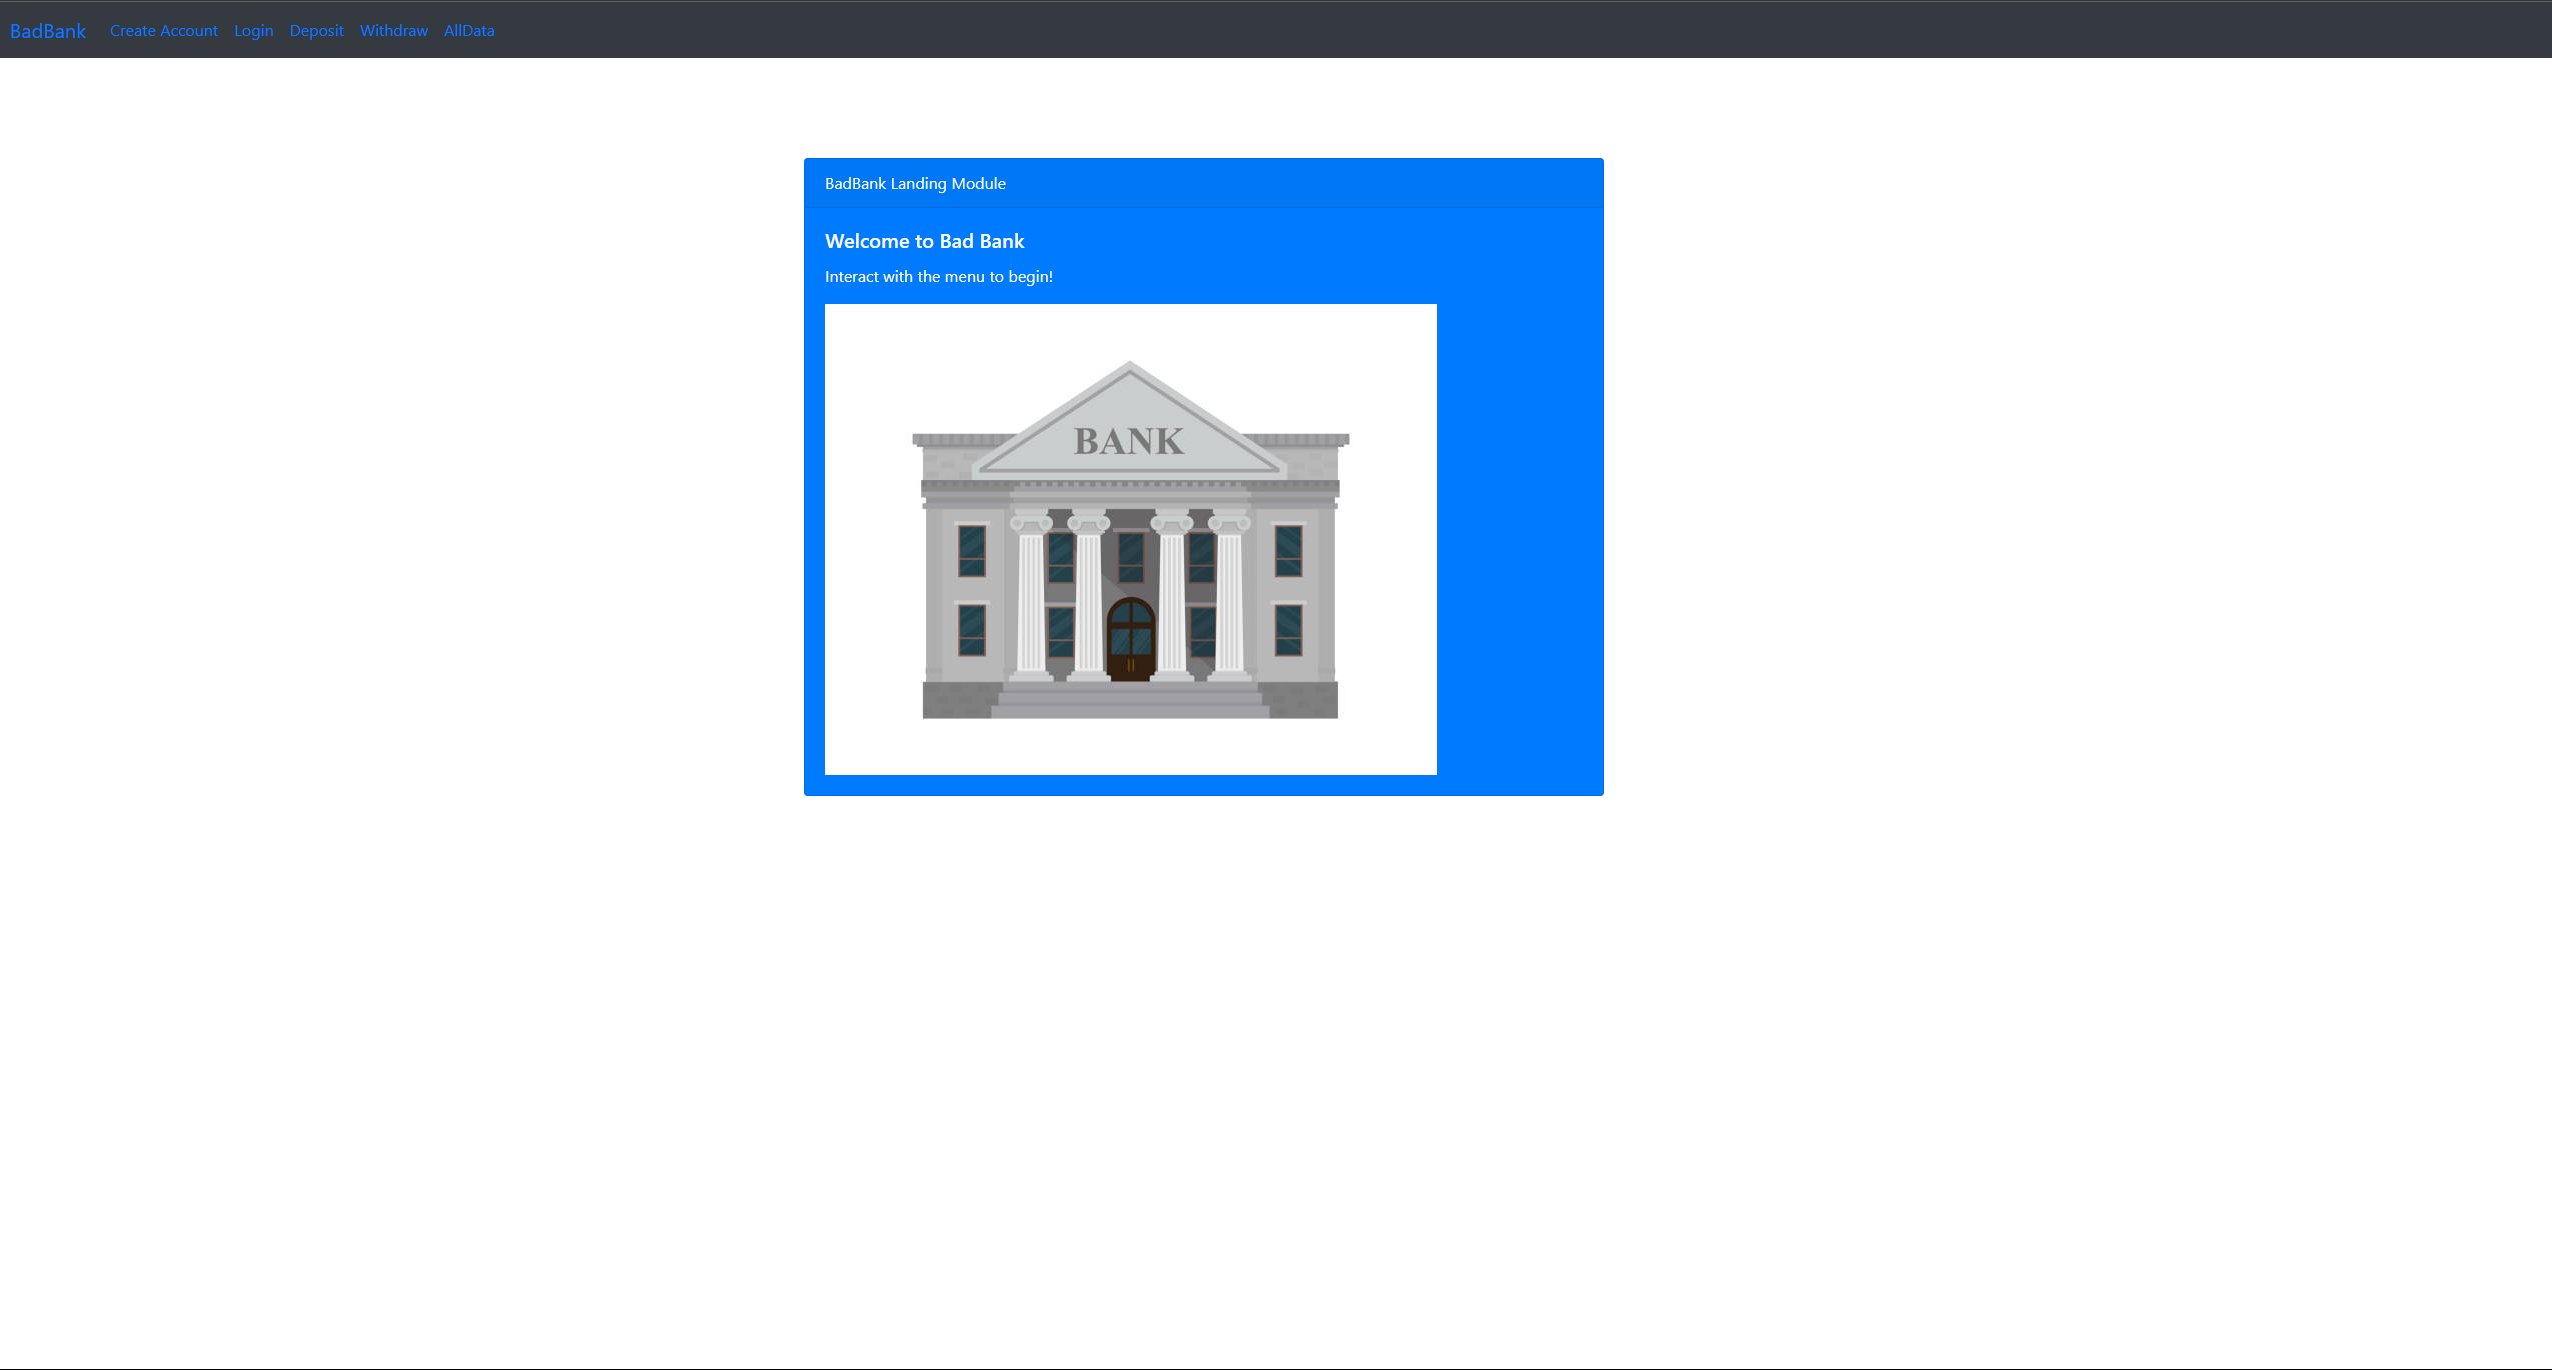 BadBank Create Account Login Deposit Withdraw AllData
BadBank Landing Module
Welcome to Bad Bank
Interact with the menu to begin!
BANK